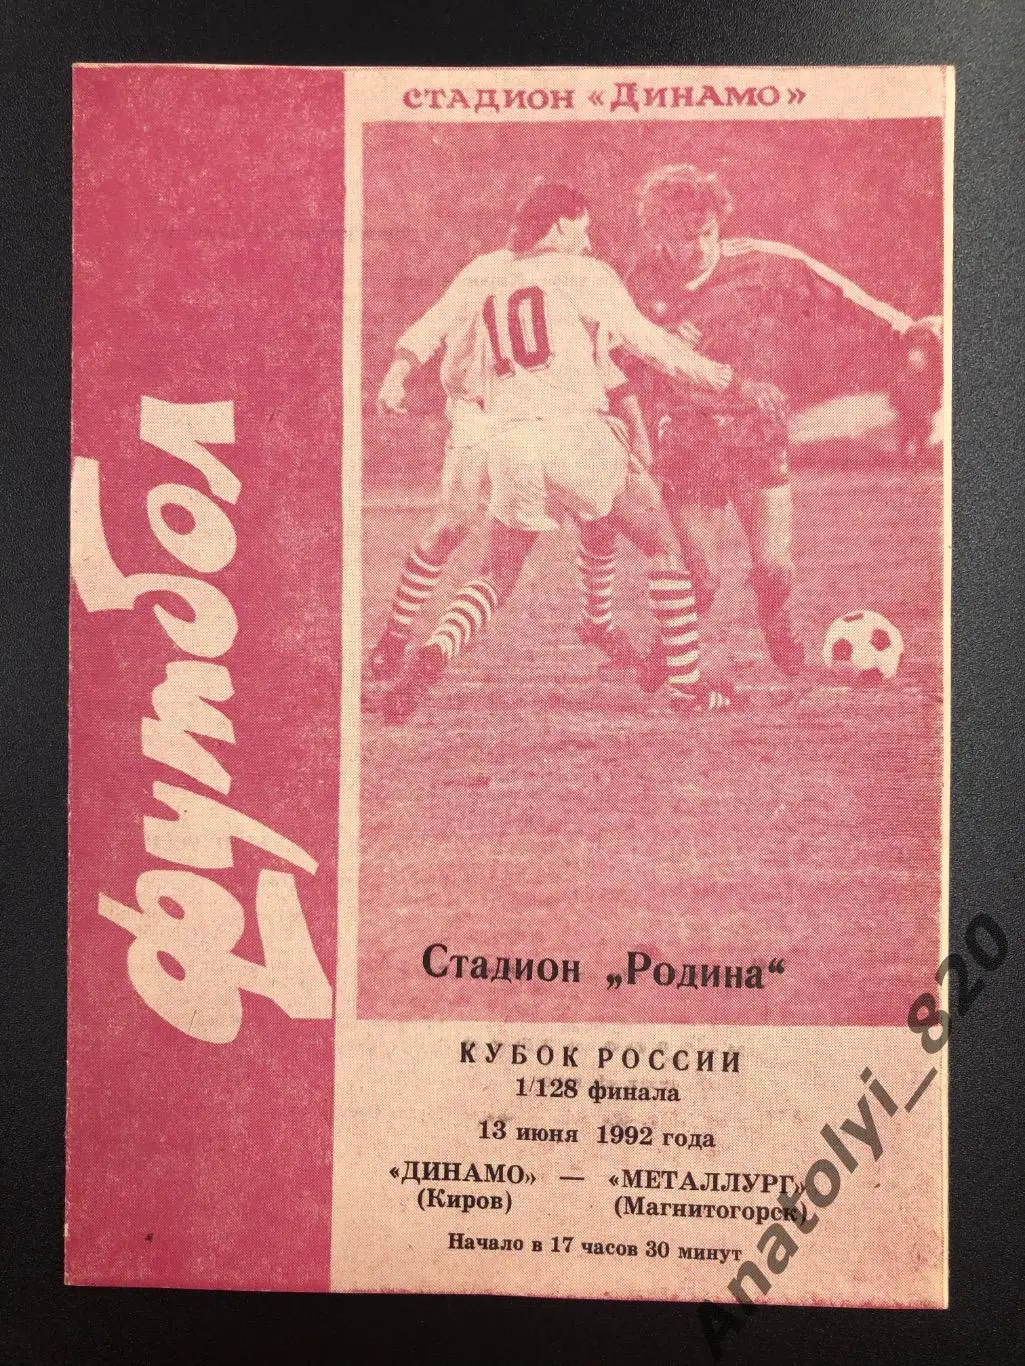 футбол
СТАДИОН «ДИНАМО»
10
Стадион „Родина“
КУБОК РОССИИ
1/128 финала
13 июня 1992 года
«ДИНАМО» — «МЕТАЛЛУРГ»
(Киров) (Магнитогорск)
Начало в 17 часов 30 минут
Anatolyi_820